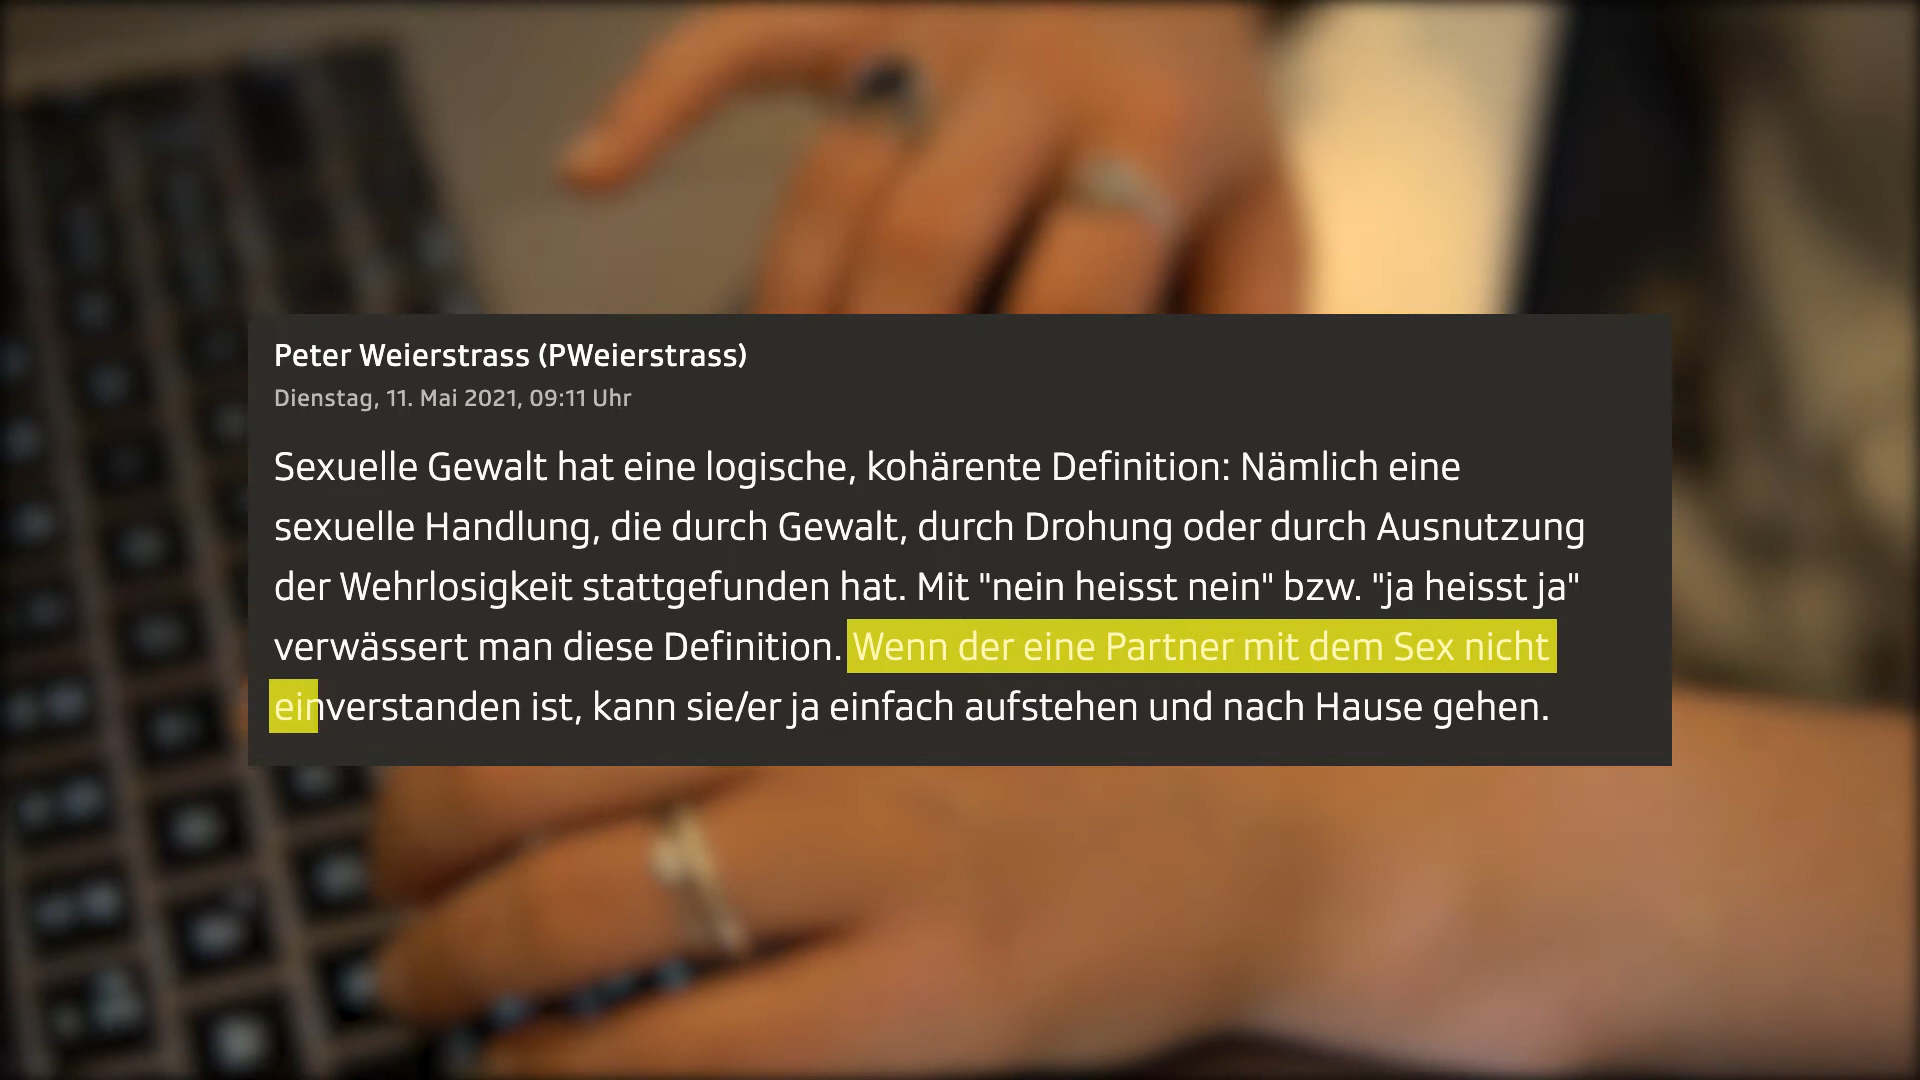 Peter Weierstrass (PWeierstrass)
Dienstag, 11. Mai 2021, 09:11 Uhr
Sexuelle Gewalt hat eine logische, kohärente Definition: Nämlich eine
sexuelle Handlung, die durch Gewalt, durch Drohung oder durch Ausnutzung
der Wehrlosigkeit stattgefunden hat. Mit "nein heisst nein" bzw. "ja heisst ja"
verwässert man diese Definition. Wenn der eine Partner mit dem Sex nicht
einverstanden ist, kann sie/er ja einfach aufstehen und nach Hause gehen.